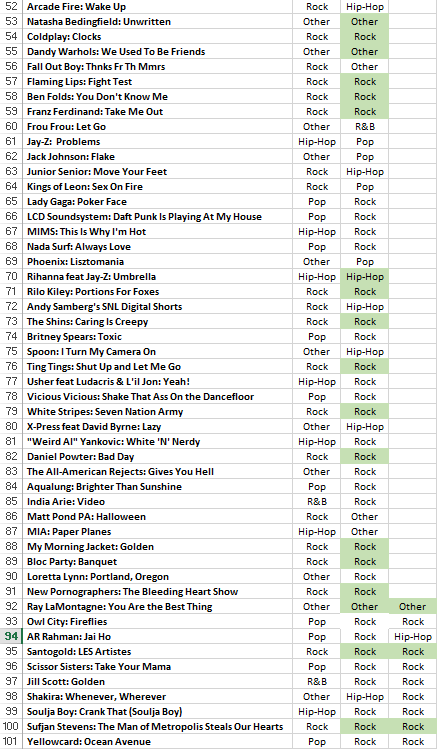 52 Arcade Fire: Wake Up Rock Hip-Hop
53 Natasha Bedingfield: Unwritten Other Other
54 Coldplay: Clocks Rock Rock
55 Dandy Warhols: We Used To Be Friends Other Other
56 Fall Out Boy: Thnks Fr Th Mmrs Rock Other
57 Flaming Lips: Fight Test Rock Rock
58 Ben Folds: You Don't Know Me Rock Rock
59 Franz Ferdinand: Take Me Out Rock Rock
60 Frou Frou: Let Go Other R&B
61 Jay-Z: Problems Hip-Hop Pop
62 Jack Johnson: Flake Other Pop
63 Junior Senior: Move Your Feet Rock Hip-Hop
64 Kings of Leon: Sex On Fire Rock Pop
65 Lady Gaga: Poker Face Pop Rock
66 LCD Soundsystem: Daft Punk Is Playing At My House Pop Rock
67 MIMS: This Is Why I'm Hot Hip-Hop Rock
68 Nada Surf: Always Love Pop Rock
69 Phoenix: Lisztomania Other Pop
70 Rihanna feat Jay-Z: Umbrella Hip-Hop Hip-Hop
71 Rilo Kiley: Portions For Foxes Rock Rock
72 Andy Samberg's SNL Digital Shorts Rock Hip-Hop
73 The Shins: Caring Is Creepy Rock Rock
74 Britney Spears: Toxic Pop Rock
75 Spoon: I Turn My Camera On Other Hip-Hop
76 Ting Tings: Shut Up and Let Me Go Rock Rock
77 Usher feat Ludacris & L'il Jon: Yeah! Hip-Hop Rock
78 Vicious Vicious: Shake That Ass On the Dancefloor Pop Rock
79 White Stripes: Seven Nation Army Rock Rock
80 X-Press feat David Byrne: Lazy Other Hip-Hop
81 "Weird Al" Yankovic: White 'N' Nerdy Hip-Hop Rock
82 Daniel Powter: Bad Day Rock Rock
83 The All-American Rejects: Gives You Hell Other Rock
84 Aqualung: Brighter Than Sunshine Pop Rock
85 India Arie: Video R&B Rock
86 Matt Pond PA: Halloween Rock Other
87 MIA: Paper Planes Hip-Hop Other
88 My Morning Jacket: Golden Rock Rock
89 Bloc Party: Banquet Rock Rock
90 Loretta Lynn: Portland, Oregon Other Rock
91 New Pornographers: The Bleeding Heart Show Rock Rock
92 Ray LaMontagne: You Are the Best Thing Other Other Other
93 Owl City: Fireflies Pop Rock Rock
94 AR Rahman: Jai Ho Pop Rock Hip-Hop
95 Santogold: LES Artistes Rock Rock Rock
96 Scissor Sisters: Take Your Mama Pop Rock Rock
97 Jill Scott: Golden R&B Rock Rock
98 Shakira: Whenever, Wherever Other Hip-Hop Rock
99 Soulja Boy: Crank That (Soulja Boy) Hip-Hop Rock Rock
100 Sufjan Stevens: The Man of Metropolis Steals Our Hearts Rock Rock Rock
101 Yellowcard: Ocean Avenue Pop Rock Rock